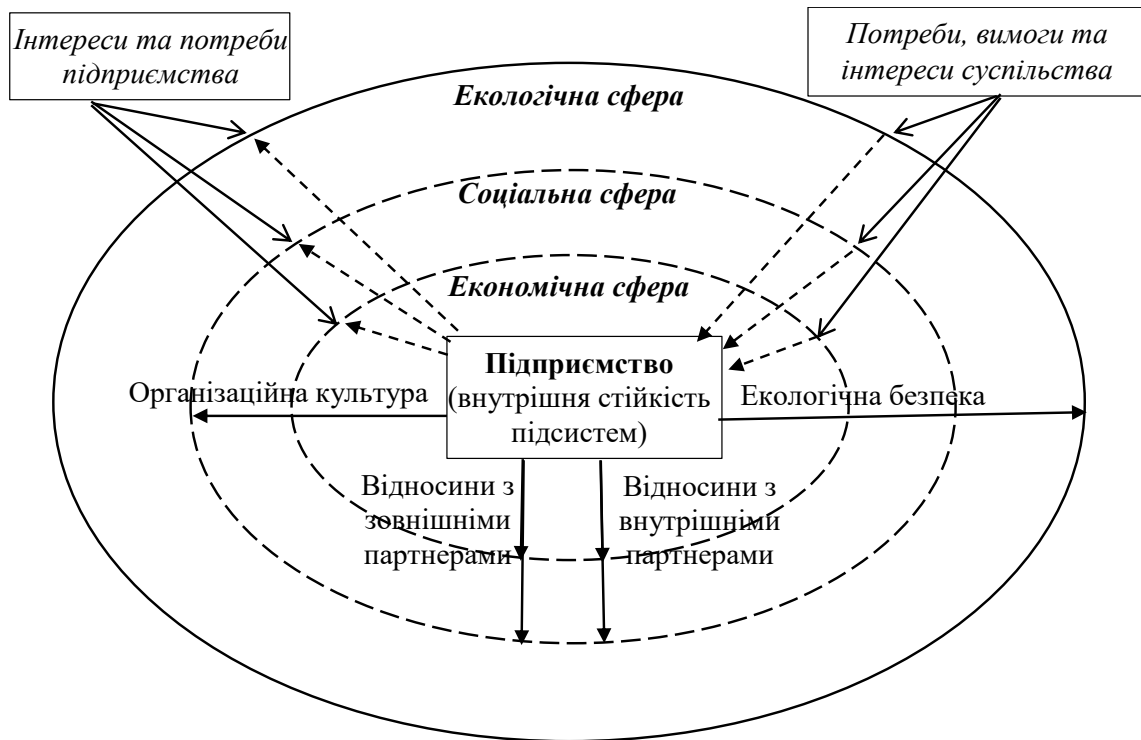 Інтереси та потреби
підприємства
Потреби, вимоги та
інтереси суспільства
Екологічна сфера
Соціальна сфера
Економічна сфера
Підприємство
(внутрішня стійкість
підсистем)
Організаційна культура
Екологічна безпека
Відносини з
зовнішніми
партнерами
Відносини з
внутрішніми
партнерами